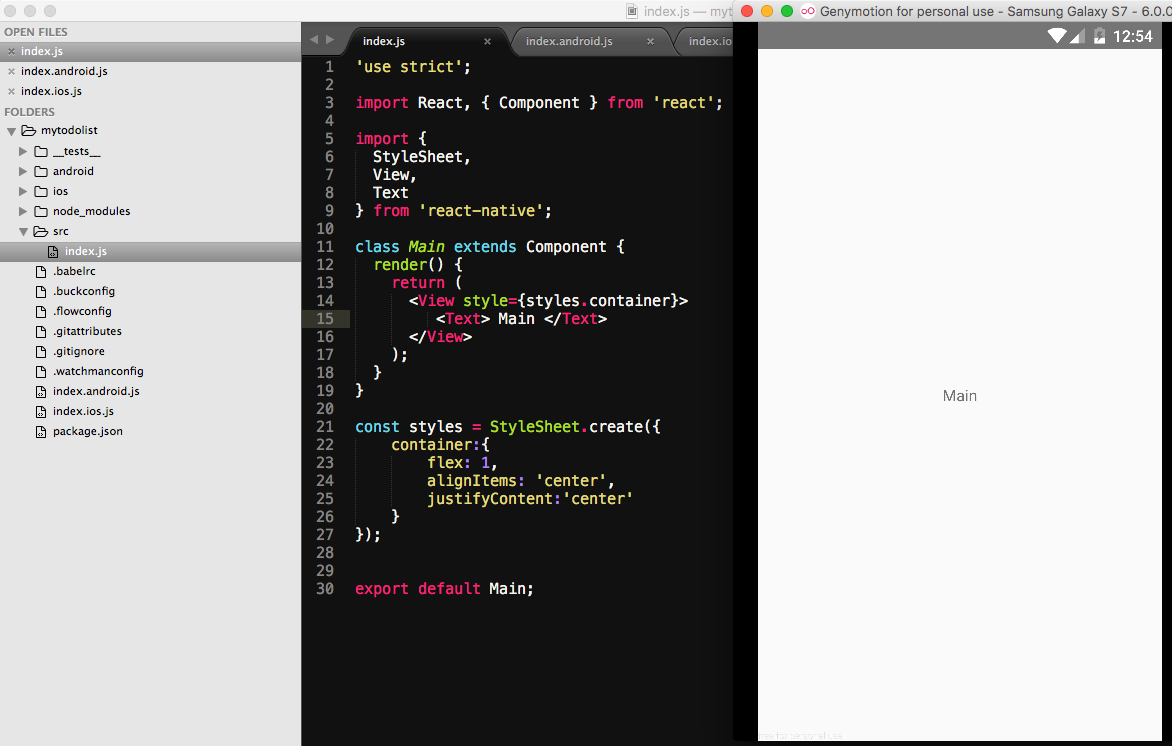 index.js — myt
Genymotion for personal use - Samsung Galaxy S7 - 6.0.0
OPEN FILES
index.js
index.android.js
index.ios.js
FOLDERS
mytodolist
__tests__
android
ios
node_modules
src
index.js
.babelrc
.buckconfig
.flowconfig
.gitattributes
.gitignore
.watchmanconfig
index.android.js
index.ios.js
package.json
index.js
index.android.js
index.io
1 'use strict';
2
3 import React, { Component } from 'react';
4
5 import {
6   StyleSheet,
7   View,
8   Text
9 } from 'react-native';
10
11 class Main extends Component {
12   render() {
13     return (
14       <View style={styles.container}>
15          <Text> Main </Text>
16       </View>
17     );
18   }
19 }
20
21 const styles = StyleSheet.create({
22     container:{
23         flex: 1,
24         alignItems: 'center',
25         justifyContent:'center'
26     }
27 });
28
29
30 export default Main;
12:54
Main